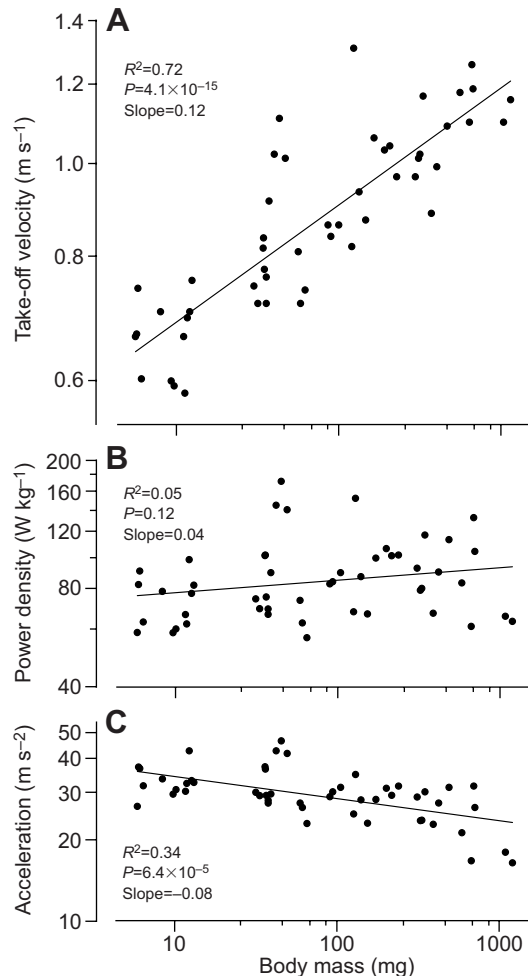 A
1.4
1.2
1.0
0.8
0.6
Take-off velocity (m s–1)
R2=0.72
P=4.1×10–15
Slope=0.12
B
200
160
120
80
40
Power density (W kg–1)
R2=0.05
P=0.12
Slope=0.04
C
50
40
30
20
10
Acceleration (m s–2)
R2=0.34
P=6.4×10–5
Slope=–0.08
10
100
1000
Body mass (mg)